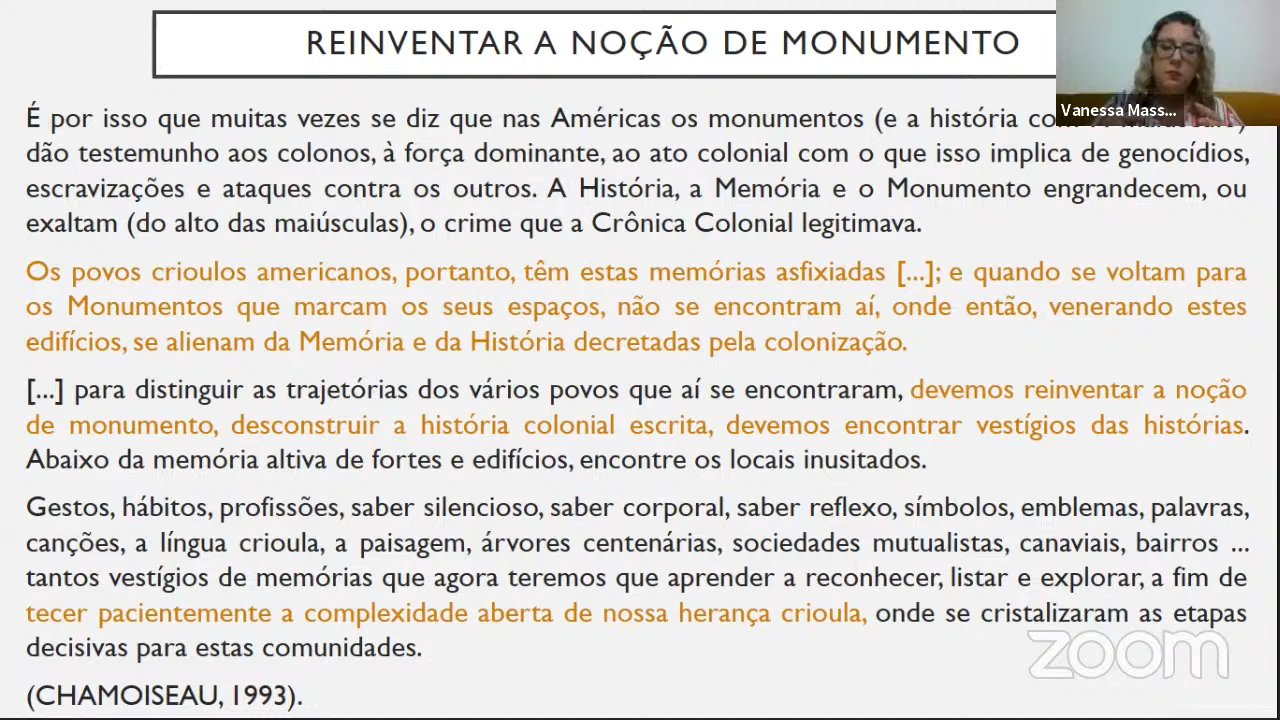 REINVENTAR A NOÇÃO DE MONUMENTO
Vanessa Mass...
É por isso que muitas vezes se diz que nas Américas os monumentos (e a história
dão testemunho aos colonos, à força dominante, ao ato colonial com o que isso implica de genocídios,
escravizações e ataques contra os outros. A História, a Memória e o Monumento engrandecem, ou
exaltam (do alto das maiúsculas), o crime que a Crônica Colonial legitimava.
Os povos crioulos americanos, portanto, têm estas memórias asfixiadas [...]; e quando se voltam para
os Monumentos que marcam os seus espaços, não se encontram aí, onde então, venerando estes
edifícios, se alienam da Memória e da História decretadas pela colonização.
[...] para distinguir as trajetórias dos vários povos que aí se encontraram, devemos reinventar a noção
de monumento, desconstruir a história colonial escrita, devemos encontrar vestígios das histórias.
Abaixo da memória altiva de fortes e edifícios, encontre os locais inusitados.
Gestos, hábitos, profissões, saber silencioso, saber corporal, saber reflexo, símbolos, emblemas, palavras,
canções, a língua crioula, a paisagem, árvores centenárias, sociedades mutualistas, canaviais, bairros ...
tantos vestígios de memórias que agora teremos que aprender a reconhecer, listar e explorar, a fim de
tecer pacientemente a complexidade aberta de nossa herança crioula, onde se cristalizaram as etapas
decisivas para estas comunidades.
zoom
(CHAMOISEAU, 1993).